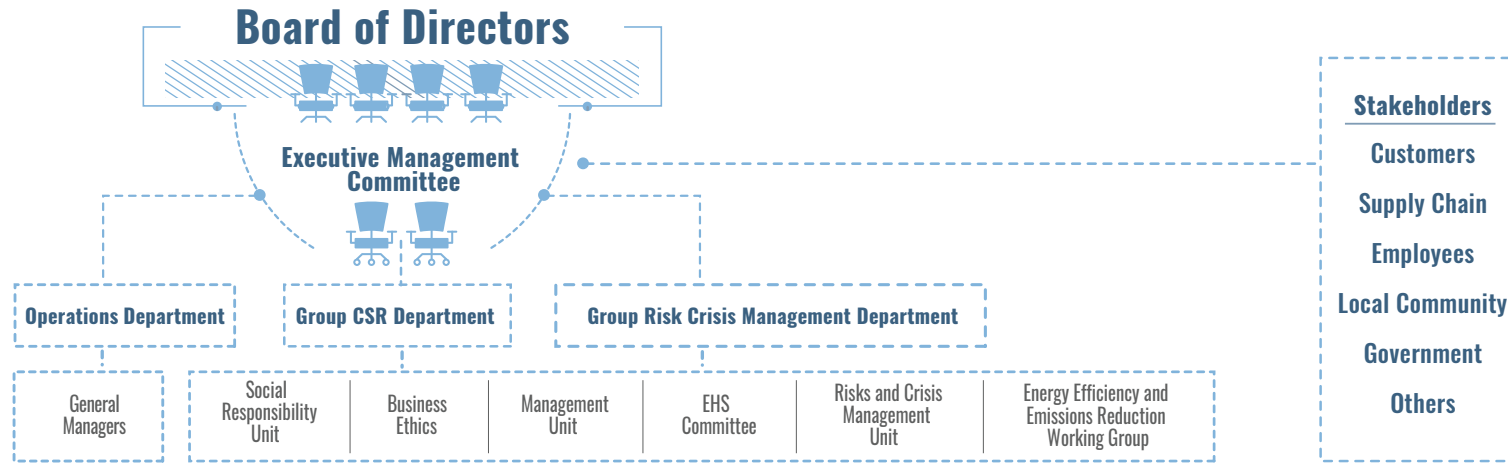 Board of Directors
Executive Management
Committee
Stakeholders
Customers
Supply Chain
Employees
Local Community
Government
Others
Operations Department
Group CSR Department
Group Risk Crisis Management Department
General
Managers
Social
Responsibility
Unit
Business
Ethics
Management
Unit
EHS
Committee
Risks and Crisis
Management
Unit
Energy Efficiency and
Emissions Reduction
Working Group